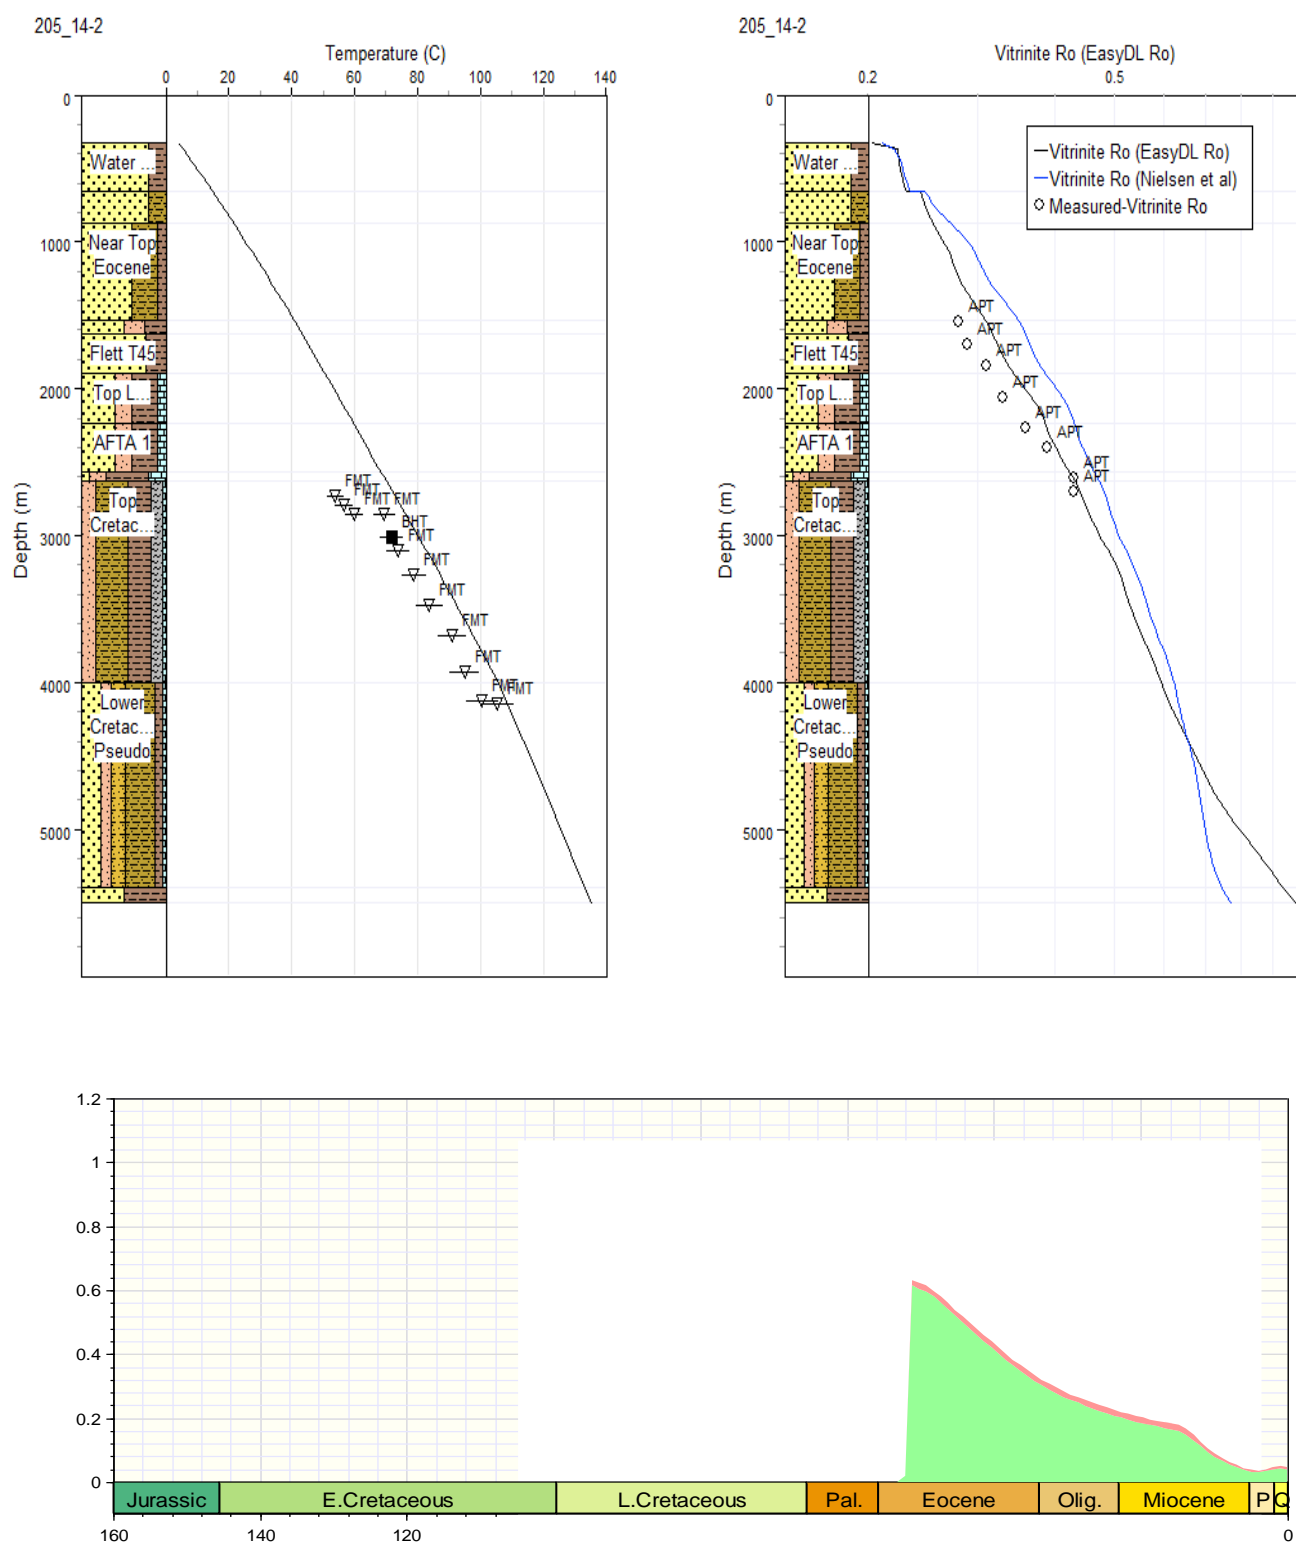 205_14-2
Temperature (C)
0 20 40 60 80 100 120 140
0
1000
2000
3000
4000
5000
Depth (m)
Water ...
Near Top
Eocene
Flett T45
Top L...
AFTA 1
Top
Cretac...
Lower
Cretac...
Pseudo
FMT
FMT
FMT FMT
BHT
FMT
FMT
FMT
FMT
FMT
FMT FMT
205_14-2
Vitrinite Ro (EasyDL Ro)
0.2 0.5
0
1000
2000
3000
4000
5000
Depth (m)
Water ...
Near Top
Eocene
Flett T45
Top L...
AFTA 1
Top
Cretac...
Lower
Cretac...
Pseudo
Vitrinite Ro (EasyDL Ro)
Vitrinite Ro (Nielsen et al)
Measured-Vitrinite Ro
APT
APT
APT
APT
APT
APT
APT
APT
1.2
1
0.8
0.6
0.4
0.2
0
Jurassic E.Cretaceous L.Cretaceous Pal. Eocene Olig. Miocene P Q
160 140 120 0